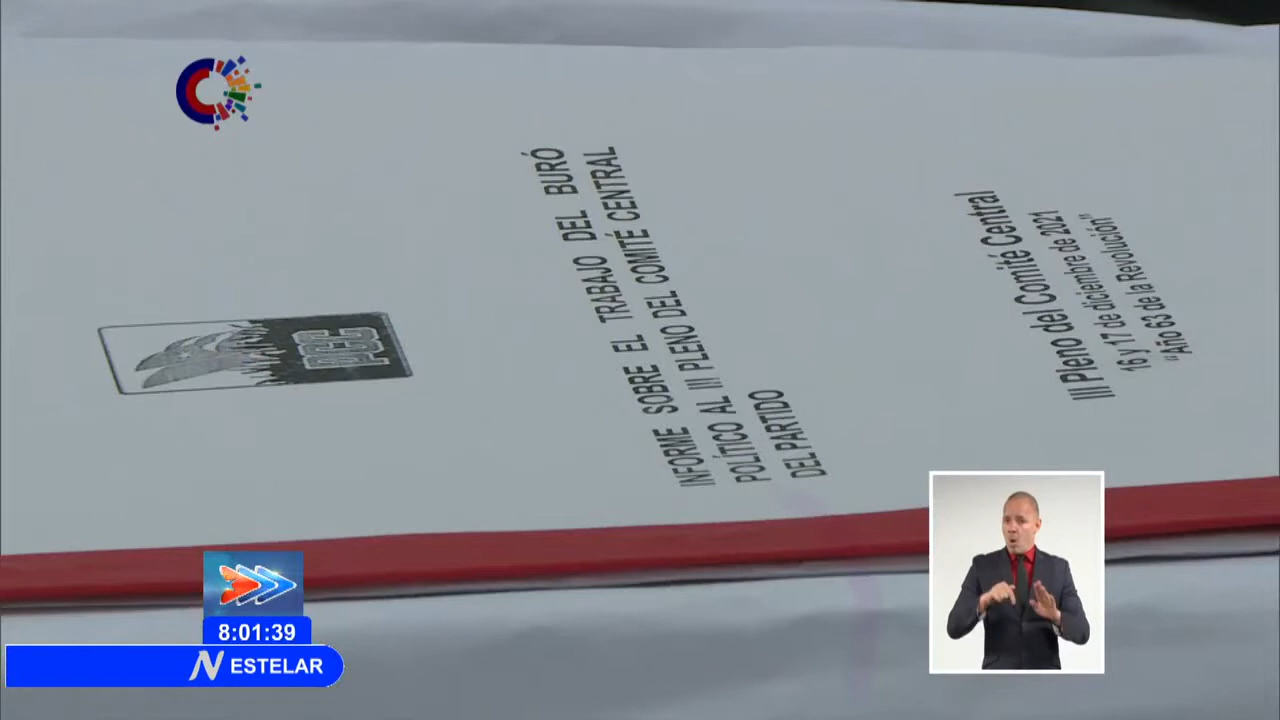 PCC
INFORME SOBRE EL TRABAJO DEL BURÓ
POLÍTICO AL III PLENO DEL COMITÉ CENTRAL
DEL PARTIDO
III Pleno del Comité Central
16 y 17 de diciembre de 2021
"Año 63 de la Revolución"
8:01:39
N ESTELAR